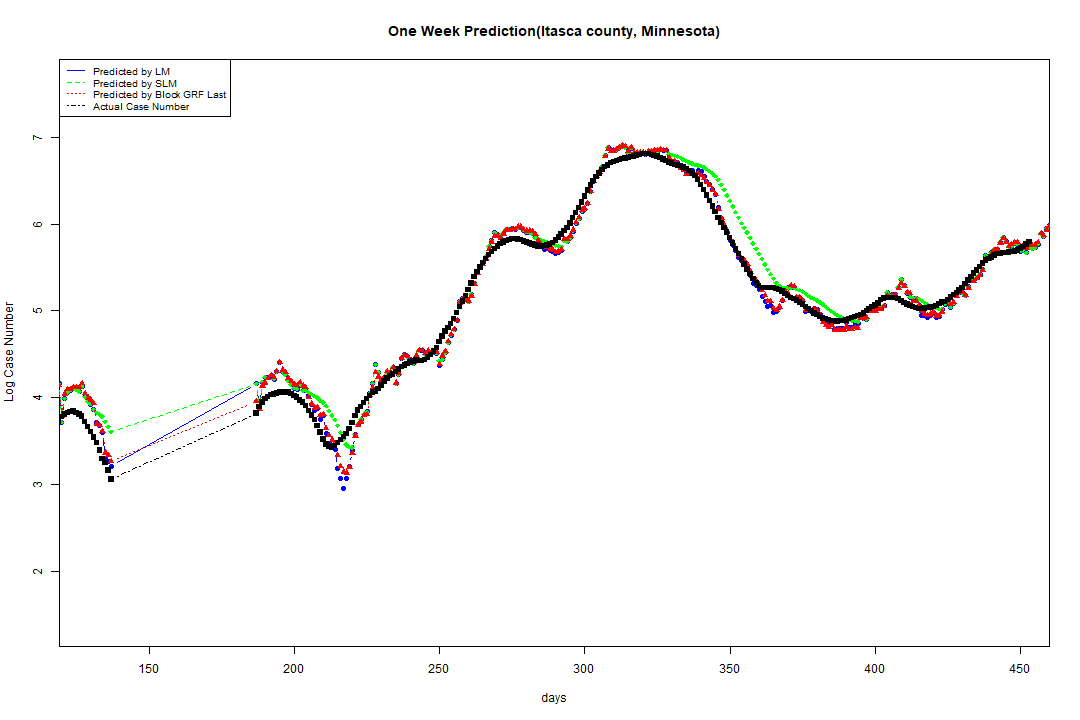 One Week Prediction(Itasca county, Minnesota)
Predicted by LM
Predicted by SLM
Predicted by Block GRF Last
Actual Case Number
Log Case Number
7
6
5
4
3
2
150 200 250 300 350 400 450
days